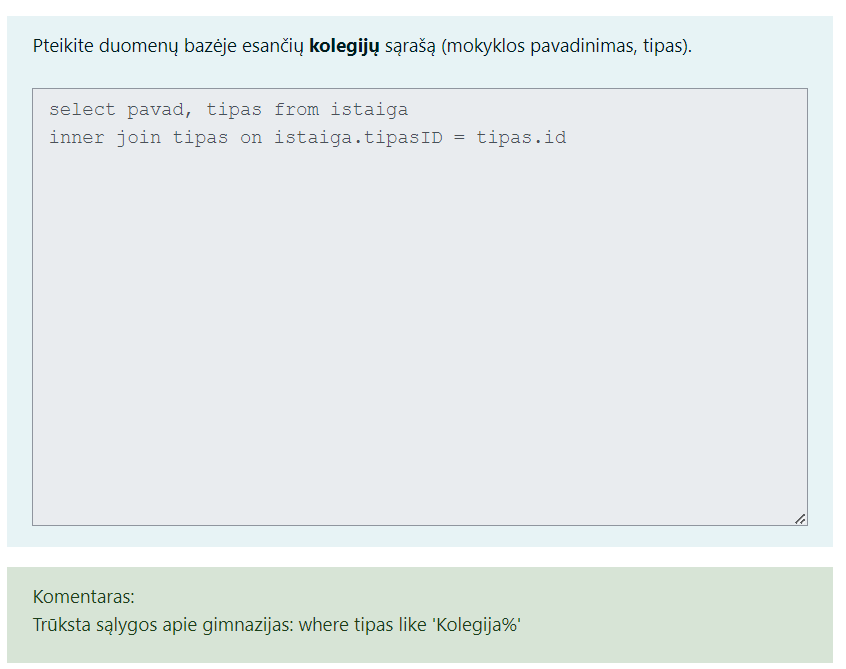 Pteikite duomenų bazėje esančių kolegijų sąrašą (mokyklos pavadinimas, tipas).
select pavad, tipas from istaiga
inner join tipas on istaiga.tipasID = tipas.id
Komentaras:
Trūksta sąlygos apie gimnazijas: where tipas like 'Kolegija%'